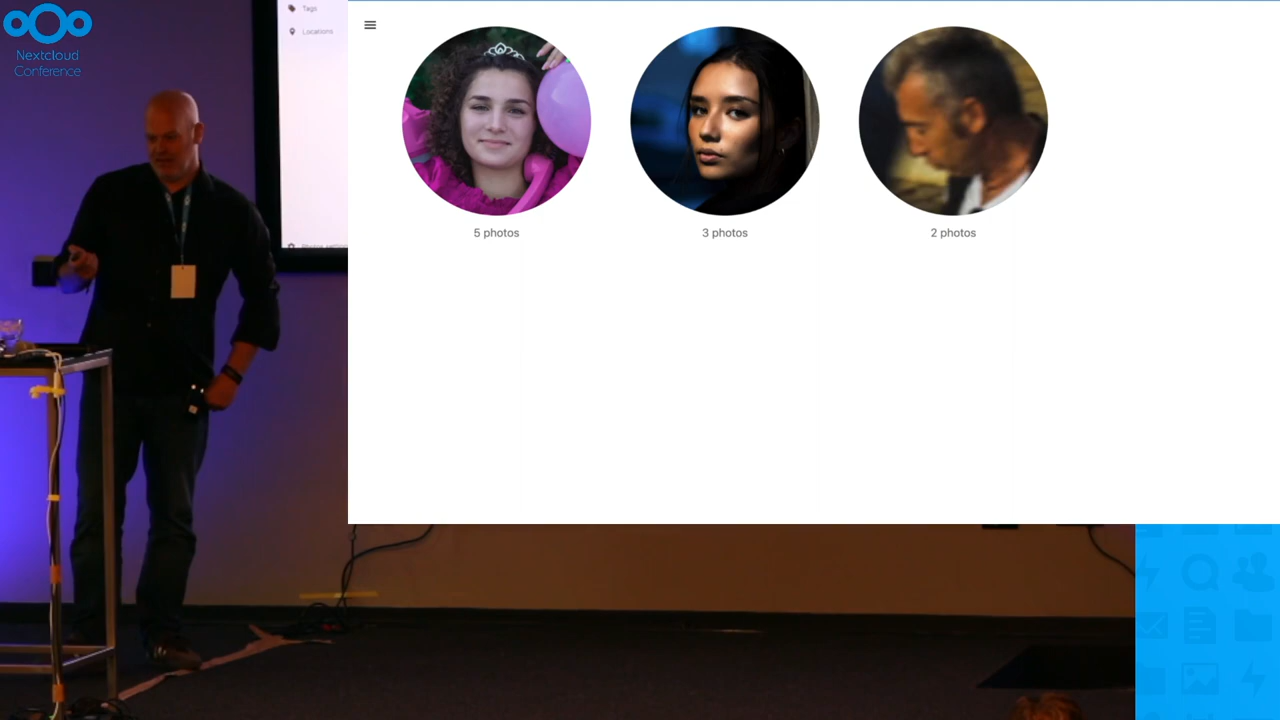 Nextcloud
Conference
Tags
Locations
5 photos
3 photos
2 photos